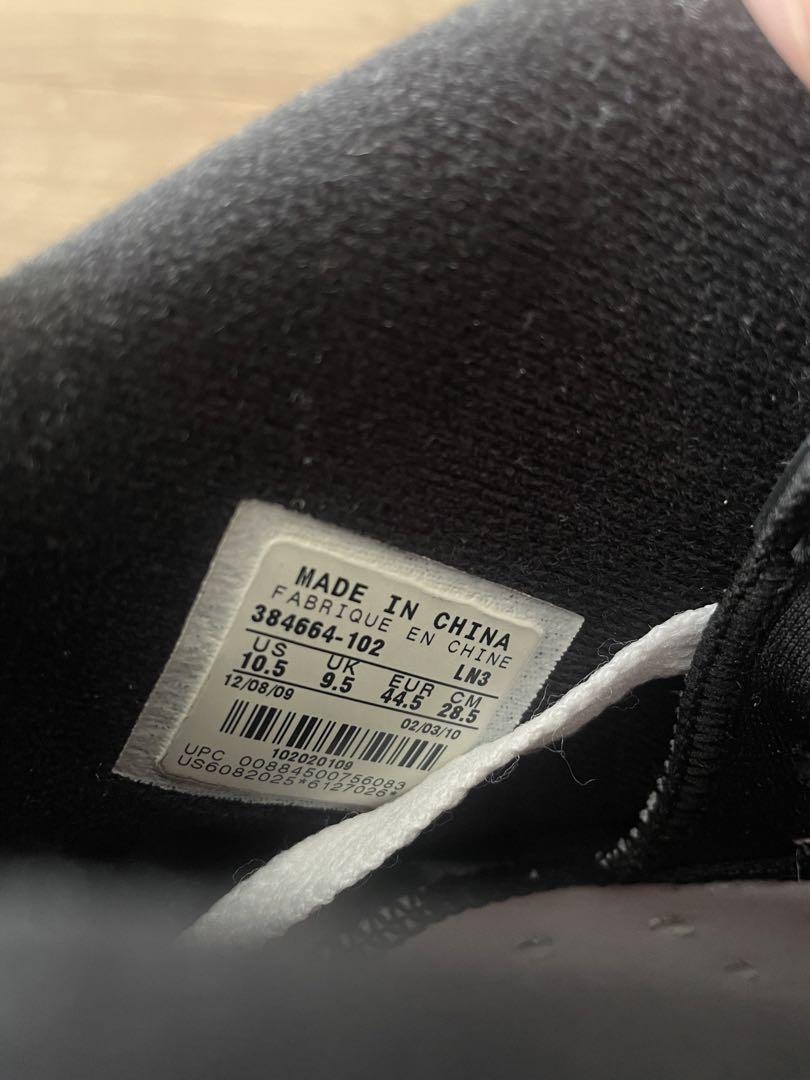 MADE IN CHINA
FABRIQUE EN CHINE
384664-102 LN3
US UK EUR CM
10.5 9.5 44.5 28.5
12/08/09 02/03/10
102020109
UPC 00884500756083
US6082025*6127026*